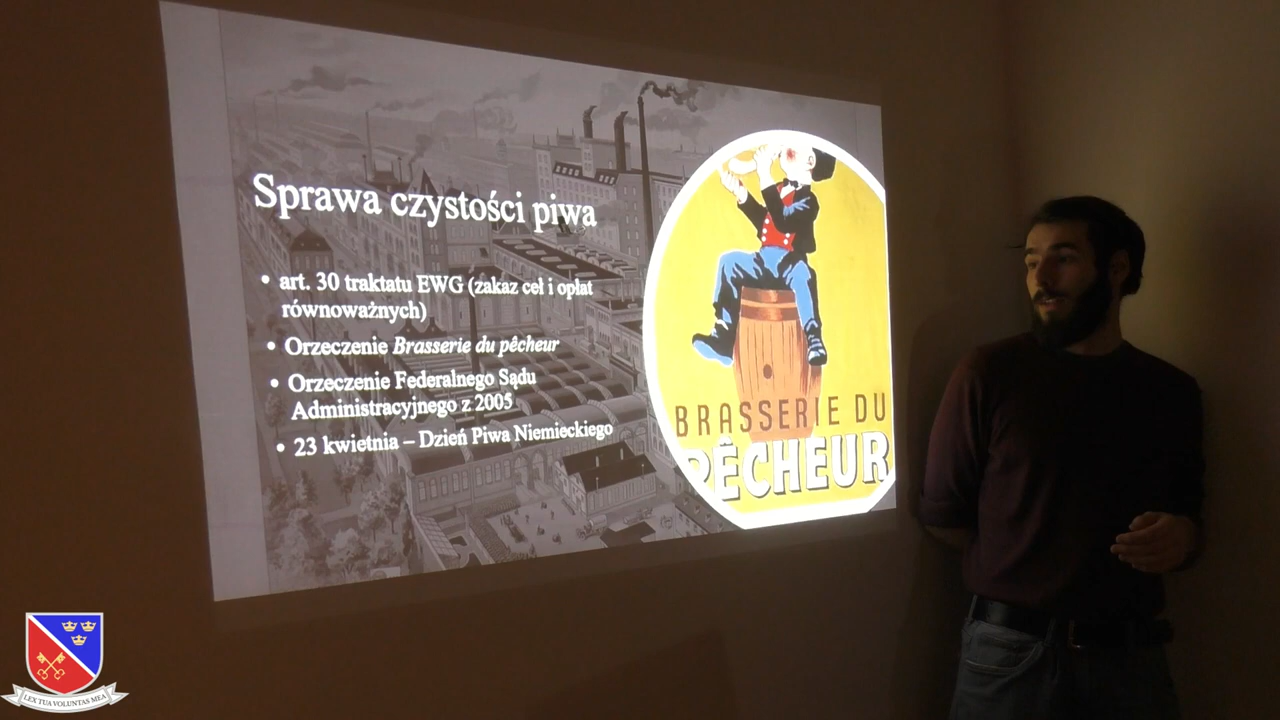 Sprawa czystości piwa
• art. 30 traktatu EWG (zakaz ceł i opłat
równoważnych)
• Orzeczenie Brasserie du pêcheur
• Orzeczenie Federalnego Sądu
Administracyjnego z 2005
• 23 kwietnia – Dzień Piwa Niemieckiego
BRASSERIE DU
PÊCHEUR
LEX TUA VOLUNTAS MEA